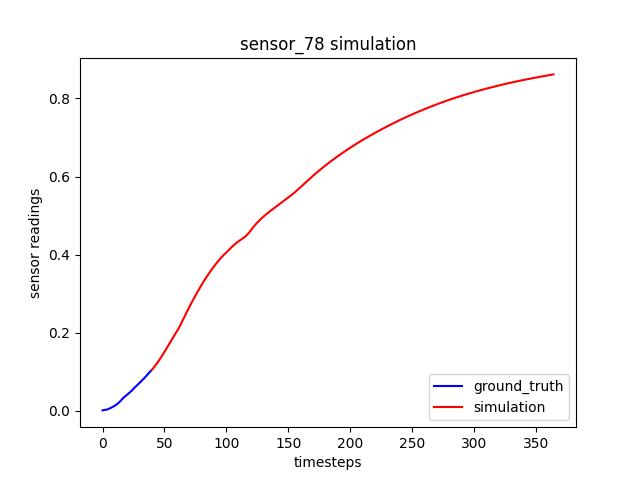 sensor_78 simulation
sensor readings
0.8
0.6
0.4
0.2
0.0
0 50 100 150 200 250 300 350
timesteps
ground_truth
simulation